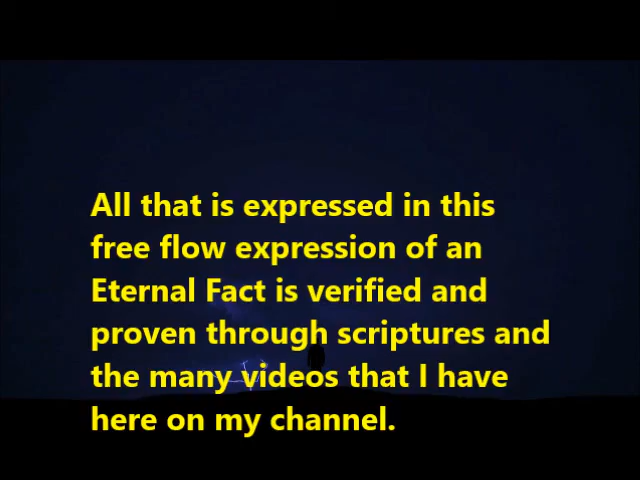 All that is expressed in this
free flow expression of an
Eternal Fact is verified and
proven through scriptures and
the many videos that I have
here on my channel.